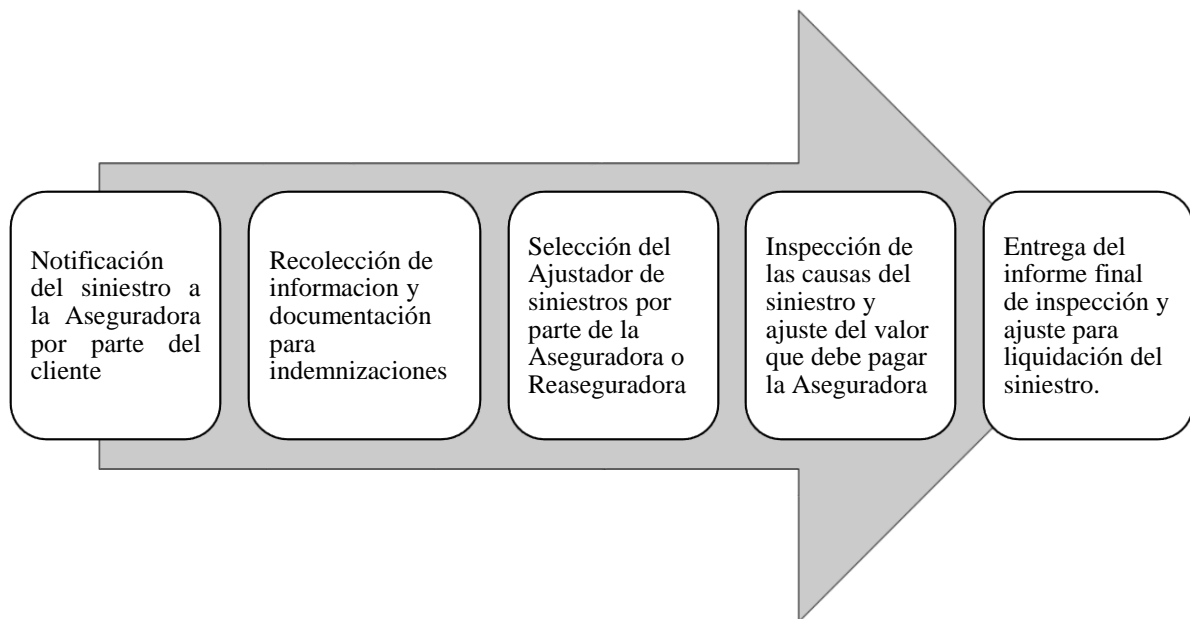 Notificación
del siniestro a
la Aseguradora
por parte del
cliente
Recolección de
informacion y
documentación
para
indemnizaciones
Selección del
Ajustador de
siniestros por
parte de la
Aseguradora o
Reaseguradora
Inspección de
las causas del
siniestro y
ajuste del valor
que debe pagar
la Aseguradora
Entrega del
informe final
de inspección y
ajuste para
liquidación del
siniestro.